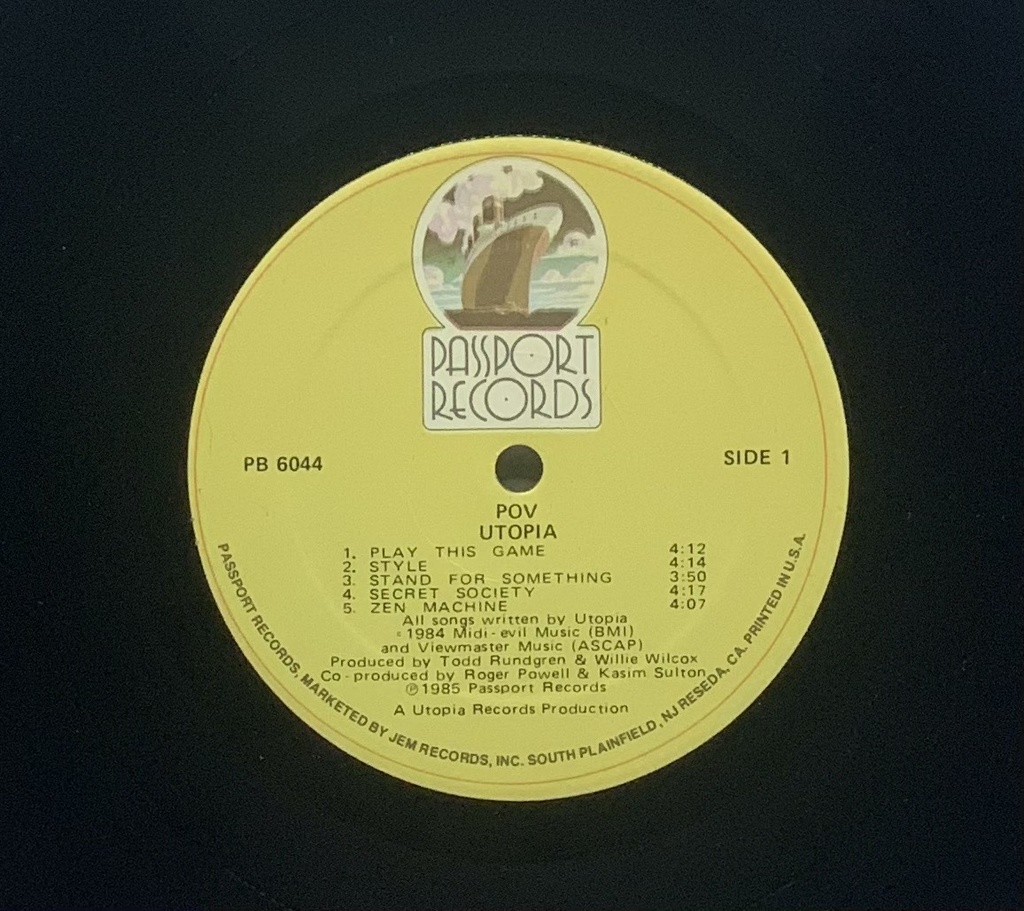 PASSPORT
RECORDS
PB 6044
SIDE 1
POV
UTOPIA
1. PLAY THIS GAME 4:12
2. STYLE 4:14
3. STAND FOR SOMETHING 3:50
4. SECRET SOCIETY 4:17
5. ZEN MACHINE 4:07
All songs written by Utopia
© 1984 Midi-evil Music (BMI)
and Viewmaster Music (ASCAP)
Produced by Todd Rundgren & Willie Wilcox
Co-produced by Roger Powell & Kasim Sulton
℗ 1985 Passport Records
A Utopia Records Production
PASSPORT RECORDS, MARKETED BY JEM RECORDS, INC. SOUTH PLAINFIELD, NJ RESEDA, CA. PRINTED IN U.S.A.